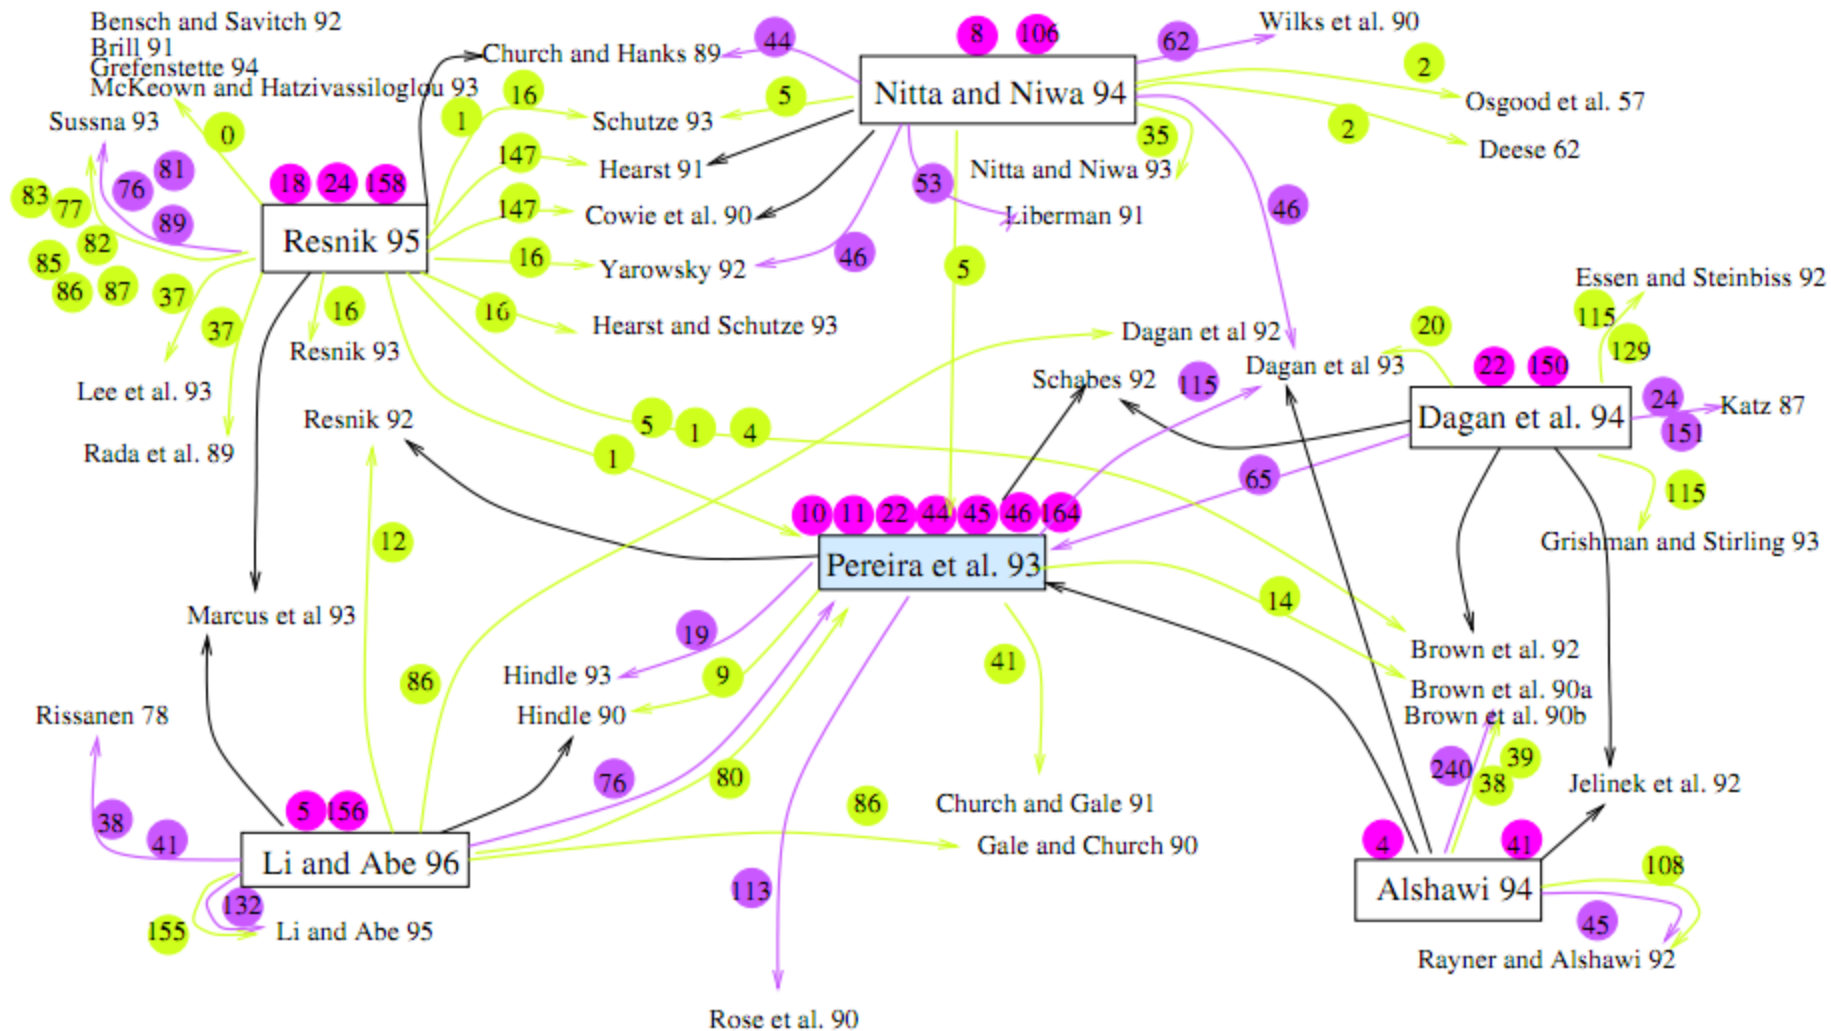 Bensch and Savitch 92
Brill 91
Grefenstette 94
McKeown and Hatzivassiloglou 93
Sussna 93
Church and Hanks 89
44
8
106
62
Wilks et al. 90
2
Osgood et al. 57
2
Deese 62
Nitta and Niwa 94
16
1
5
Schutze 93
0
147
Hearst 91
35
Nitta and Niwa 93
81
76
89
83
77
82
85
86
87
37
37
18
24
158
Resnik 95
147
Cowie et al. 90
53
Liberman 91
46
46
16
Yarowsky 92
5
16
Resnik 93
16
Hearst and Schutze 93
Essen and Steinbiss 92
115
129
20
22
150
Dagan et al 92
Dagan et al 93
Schabes 92
115
Lee et al. 93
Rada et al. 89
Resnik 92
5
1
4
1
Dagan et al. 94
24
151
Katz 87
65
115
Grishman and Stirling 93
12
10
11
22
44
45
46
164
Pereira et al. 93
14
Marcus et al 93
19
9
41
86
Hindle 93
Hindle 90
Brown et al. 92
Brown et al. 90a
Brown et al. 90b
Rissanen 78
76
80
86
240
38
39
Jelinek et al. 92
Church and Gale 91
Gale and Church 90
38
41
5
156
Li and Abe 96
132
155
Li and Abe 95
113
4
41
Alshawi 94
108
45
Rayner and Alshawi 92
Rose et al. 90